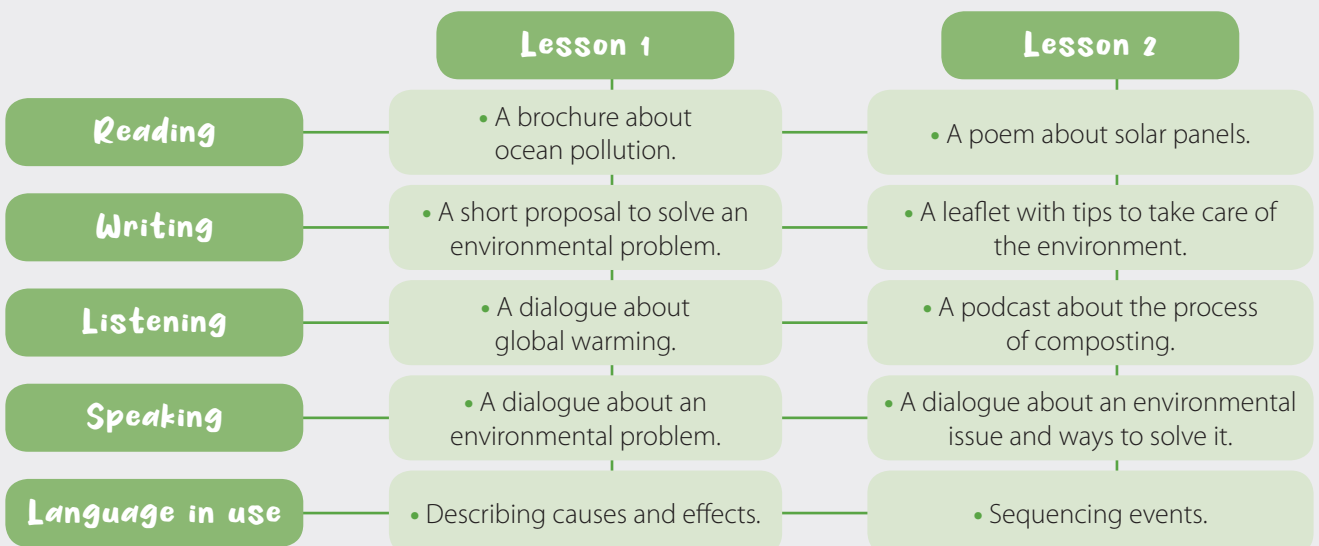 Lesson 1
Lesson 2
Reading
• A brochure about
ocean pollution.
• A poem about solar panels.
Writing
• A short proposal to solve an
environmental problem.
• A leaflet with tips to take care of
the environment.
Listening
• A dialogue about
global warming.
• A podcast about the process
of composting.
Speaking
• A dialogue about an
environmental problem.
• A dialogue about an environmental
issue and ways to solve it.
Language in use
• Describing causes and effects.
• Sequencing events.